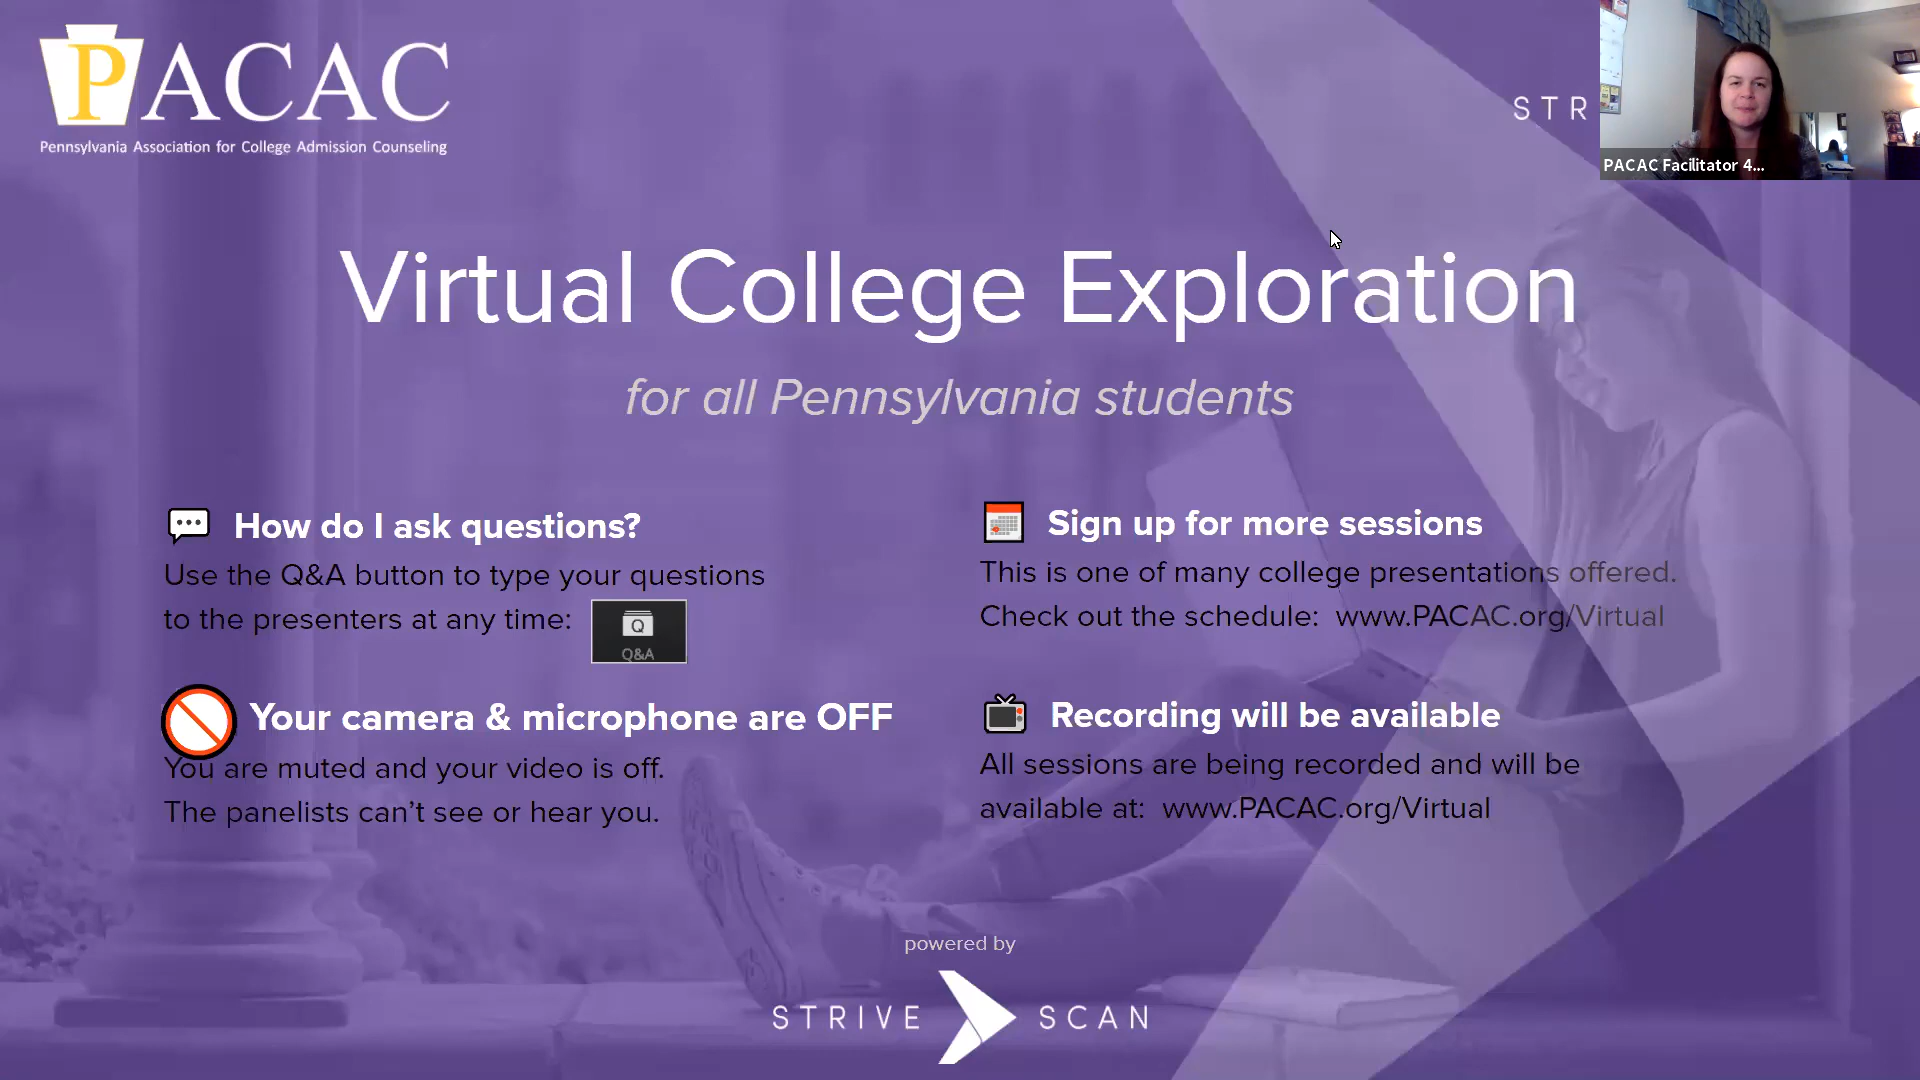 PACAC
Pennsylvania Association for College Admission Counseling
STR
PACAC Facilitator 4...
Virtual College Exploration
for all Pennsylvania students
How do I ask questions?
Use the Q&A button to type your questions
to the presenters at any time:
Q
Q&A
Sign up for more sessions
This is one of many college presentations offered.
Check out the schedule: www.PACAC.org/Virtual
Your camera & microphone are OFF
You are muted and your video is off.
The panelists can’t see or hear you.
Recording will be available
All sessions are being recorded and will be
available at: www.PACAC.org/Virtual
powered by
STRIVE SCAN